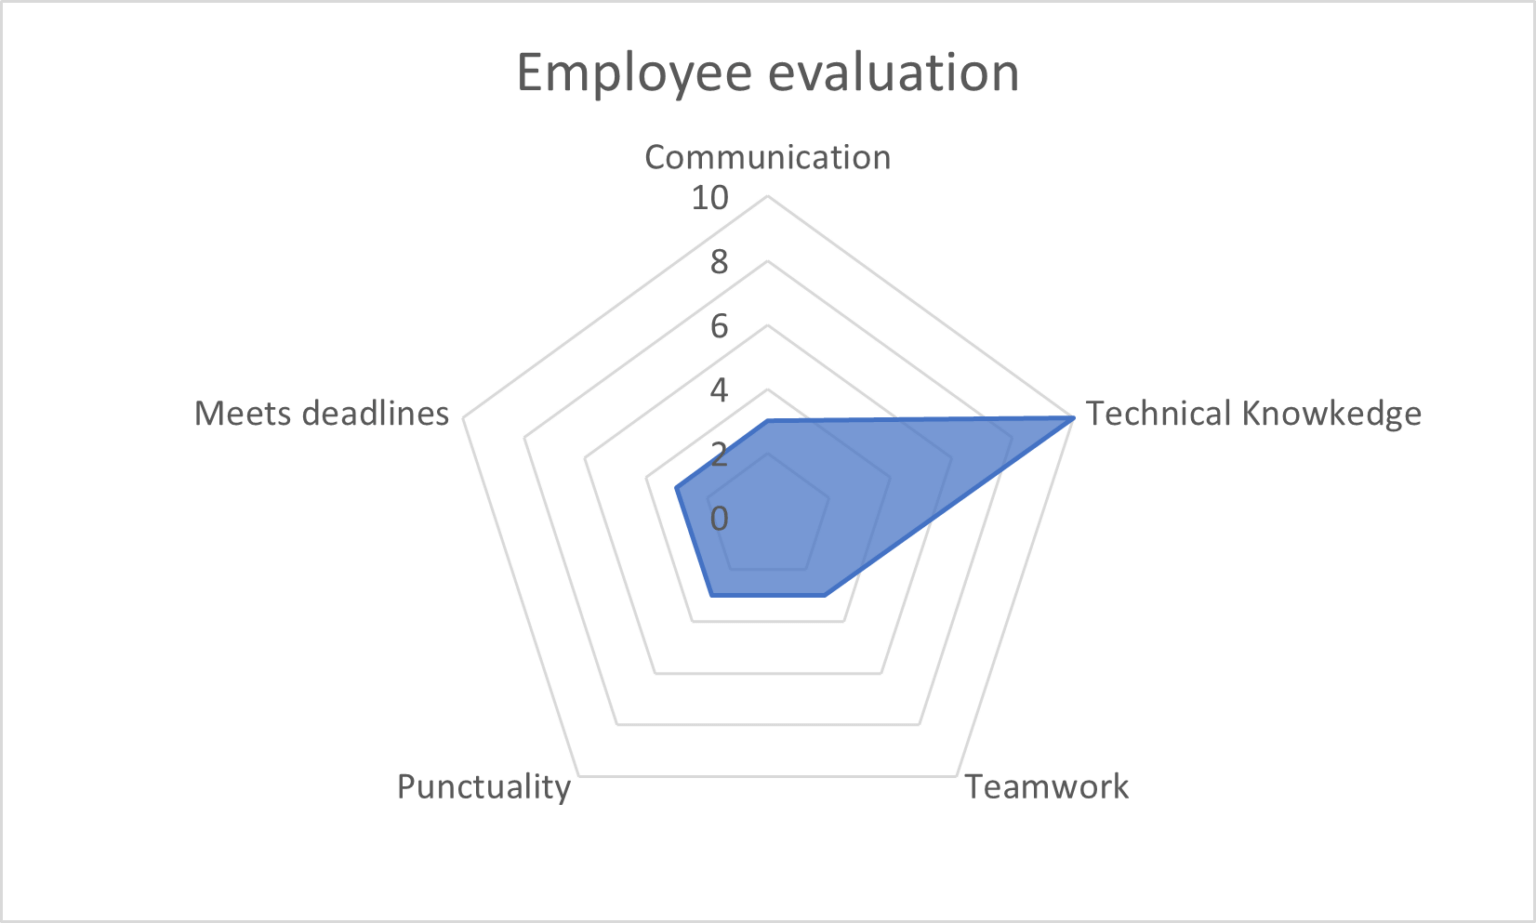 Employee evaluation
Communication
10
8
6
4
2
0
Meets deadlines
Technical Knowkedge
Punctuality
Teamwork